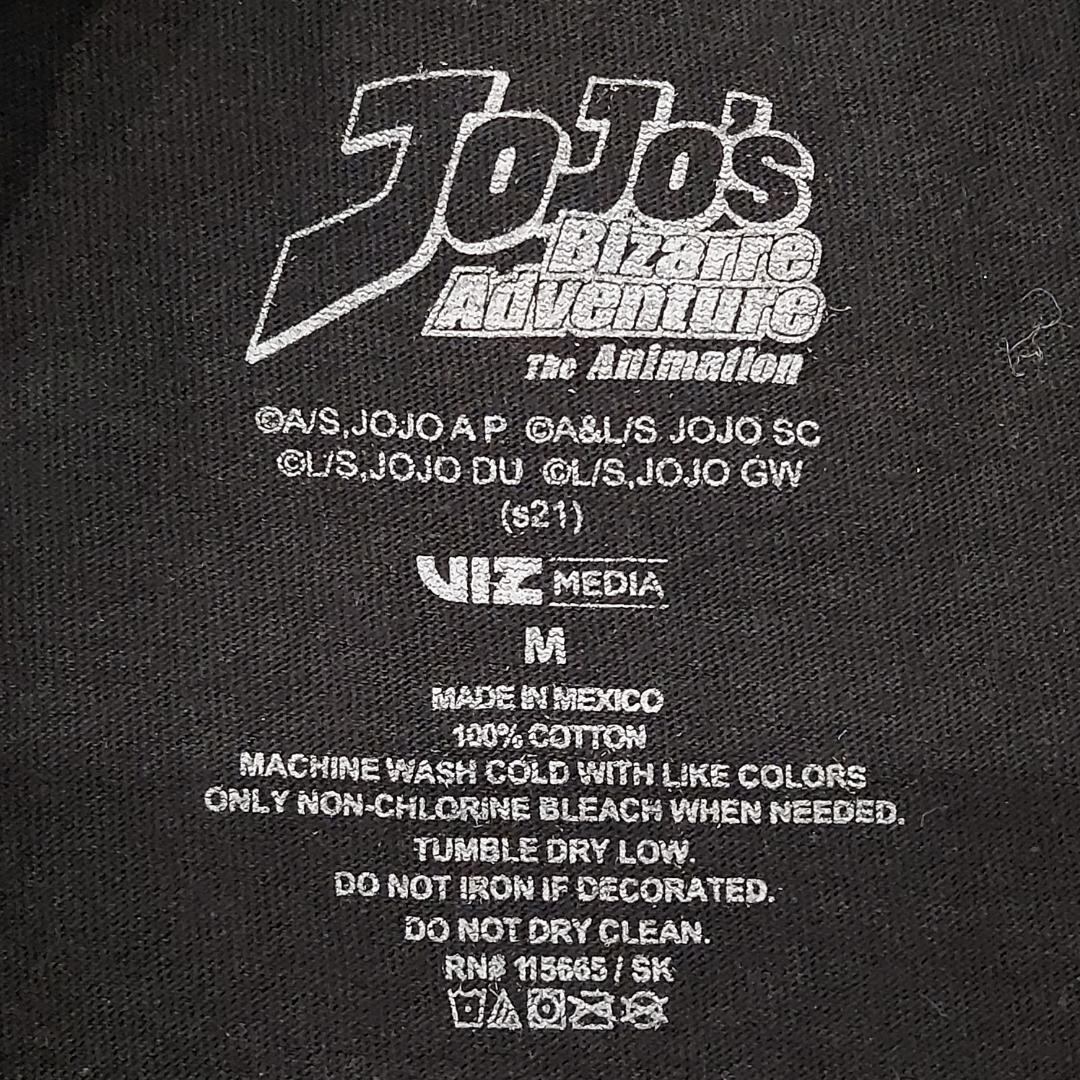 JoJo's
Bizarre
Adventure
The Animation
©A/S,JOJO A P ©A&L/S JOJO SC
©L/S,JOJO DU ©L/S,JOJO GW
(s21)
VIZ MEDIA
M
MADE IN MEXICO
100% COTTON
MACHINE WASH COLD WITH LIKE COLORS
ONLY NON-CHLORINE BLEACH WHEN NEEDED.
TUMBLE DRY LOW.
DO NOT IRON IF DECORATED.
DO NOT DRY CLEAN.
RN# 115665 / SK